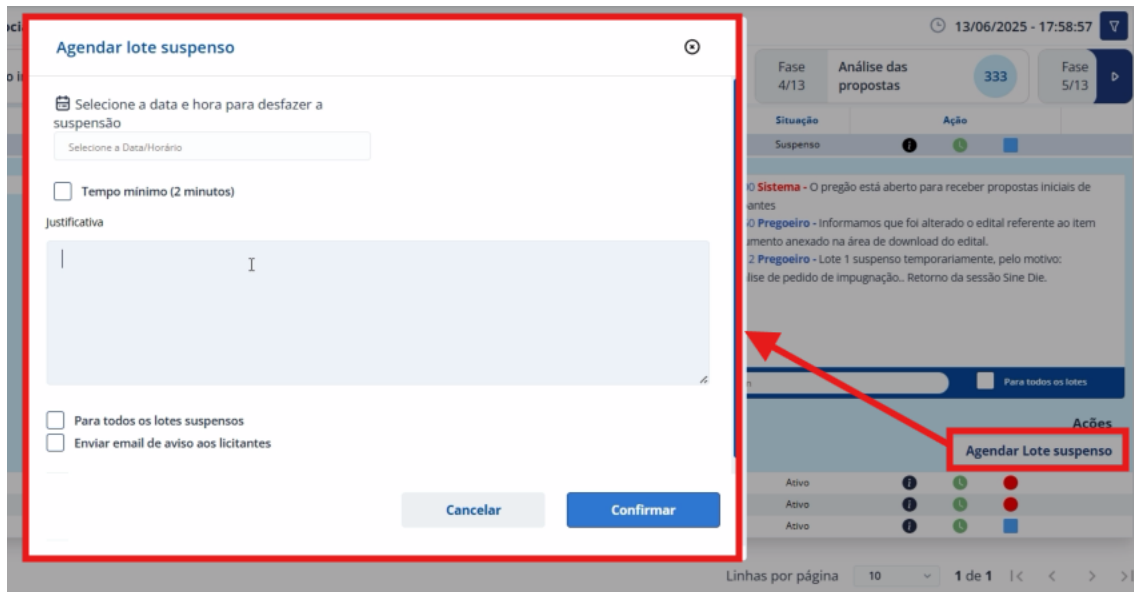 13/06/2025 - 17:58:57
Agendar lote suspenso
Fase
4/13
Análise das
propostas
333
Fase
5/13
Selecione a data e hora para desfazer a
suspensão
Selecione a Data/Horário
Situação Ação
Suspenso
Tempo mínimo (2 minutos)
Justificativa
Sistema - O pregão está aberto para receber propostas iniciais de
Pregoeiro - Informamos que foi alterado o edital referente ao item
anexado na área de download do edital.
2 Pregoeiro - Lote 1 suspenso temporariamente, pelo motivo:
de pedido de impugnação.. Retorno da sessão Sine Die.
Para todos os lotes
Para todos os lotes suspensos
Enviar email de aviso aos licitantes
Ações
Agendar Lote suspenso
Cancelar
Confirmar
Ativo
Ativo
Ativo
Linhas por página 10 1 de 1